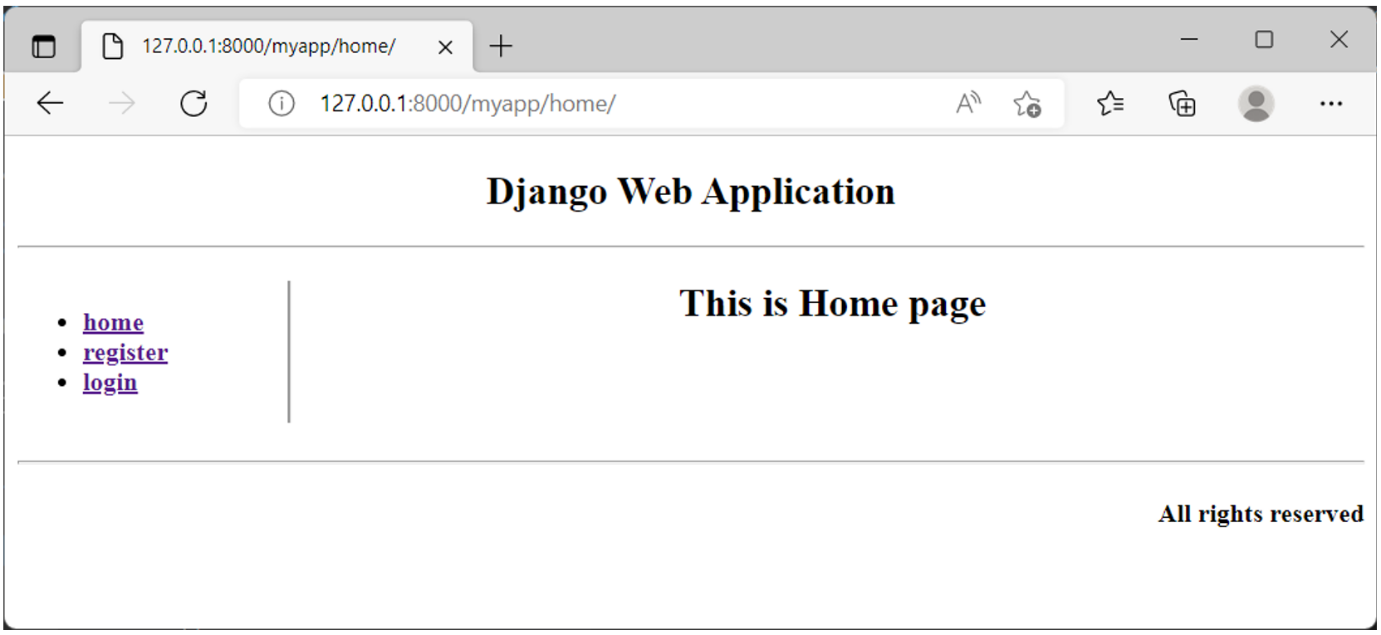 127.0.0.1:8000/myapp/home/
127.0.0.1:8000/myapp/home/
Django Web Application
This is Home page
home
register
login
All rights reserved